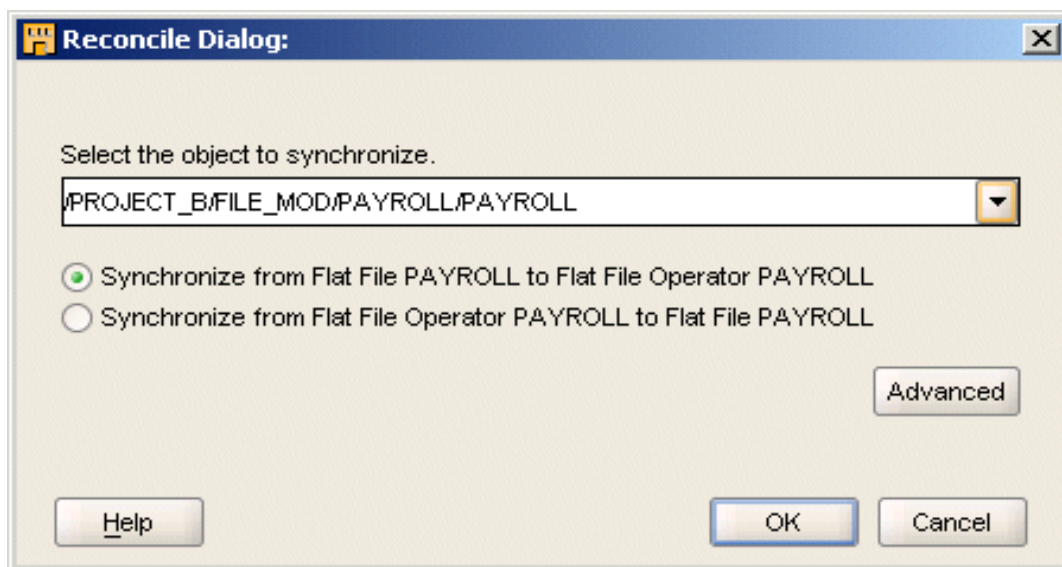 Reconcile Dialog:
Select the object to synchronize.
/PROJECT_B/FILE_MOD/PAYROLL/PAYROLL
Synchronize from Flat File PAYROLL to Flat File Operator PAYROLL
Synchronize from Flat File Operator PAYROLL to Flat File PAYROLL
Advanced
Help OK Cancel